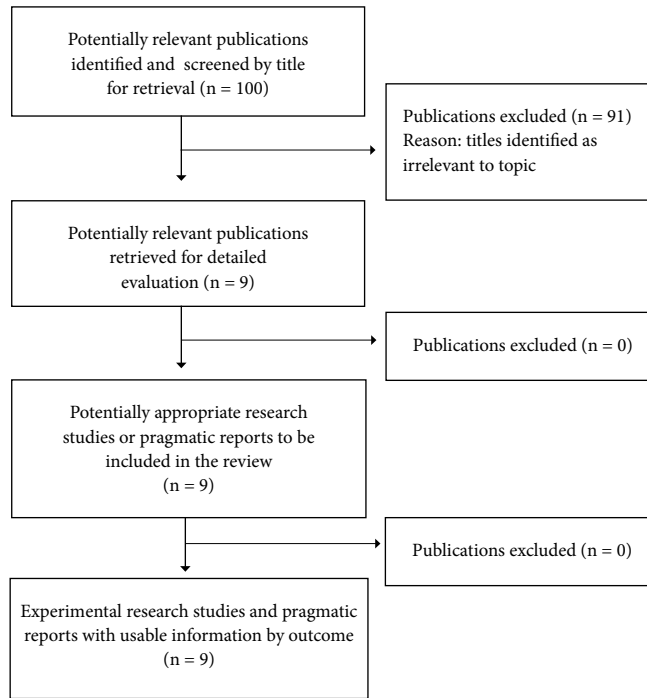 Potentially relevant publications
identified and screened by title
for retrieval (n = 100)
Publications excluded (n = 91)
Reason: titles identified as
irrelevant to topic
Potentially relevant publications
retrieved for detailed
evaluation (n = 9)
Publications excluded (n = 0)
Potentially appropriate research
studies or pragmatic reports to be
included in the review
(n = 9)
Publications excluded (n = 0)
Experimental research studies and pragmatic
reports with usable information by outcome
(n = 9)